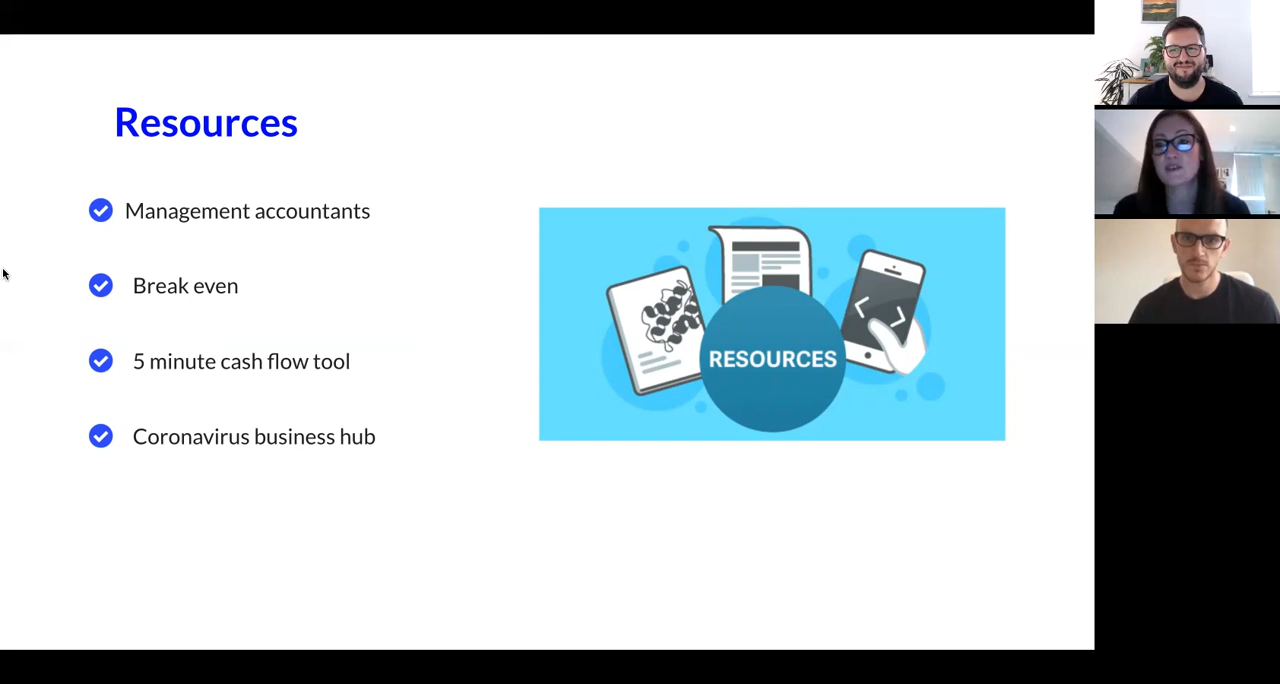 Resources
Management accountants
Break even
5 minute cash flow tool
Coronavirus business hub
RESOURCES